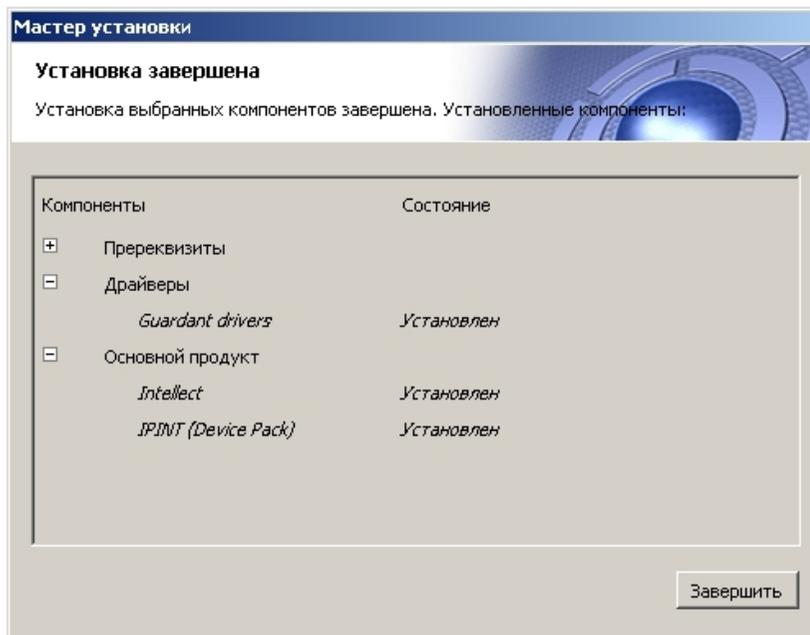 Мастер установки
Установка завершена
Установка выбранных компонентов завершена. Установленные компоненты:
Компоненты Состояние
Пререквизиты
Драйверы
Guardant drivers Установлен
Основной продукт
Intellect Установлен
IPINT (Device Pack) Установлен
Завершить